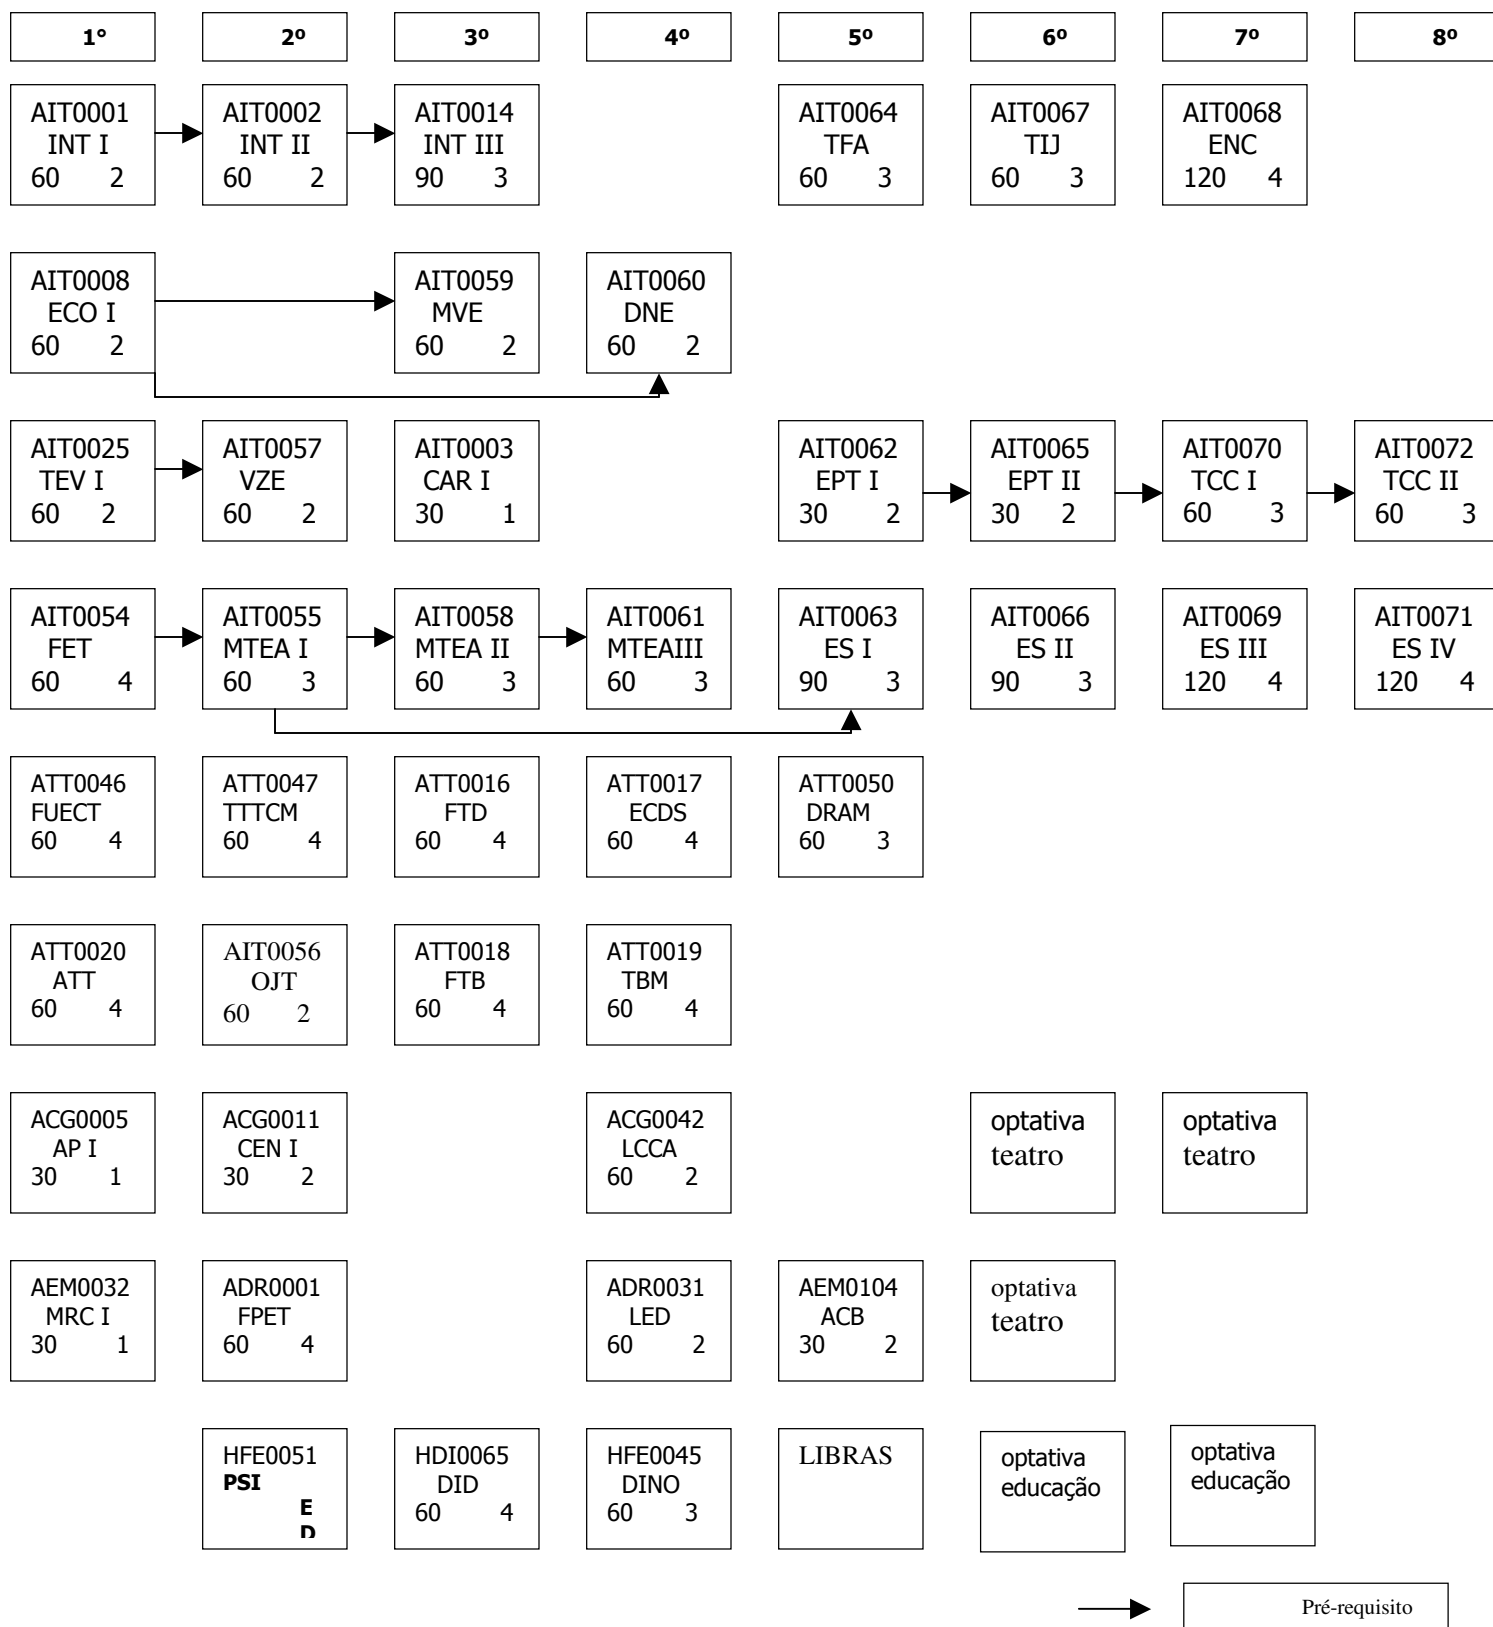 1° 2º 3º 4º 5º 6º 7º 8º
AIT0001 AIT0002 AIT0014 AIT0064 AIT0067 AIT0068
INT I INT II INT III TFA TIJ ENC
60 2 60 2 90 3 60 3 60 3 120 4
AIT0008 AIT0059 AIT0060
ECO I MVE DNE
60 2 60 2 60 2
AIT0025 AIT0057 AIT0003 AIT0062 AIT0065 AIT0070 AIT0072
TEV I VZE CAR I EPT I EPT II TCC I TCC II
60 2 60 2 30 1 30 2 30 2 60 3 60 3
AIT0054 AIT0055 AIT0058 AIT0061 AIT0063 AIT0066 AIT0069 AIT0071
FET MTEA I MTEA II MTEAIII ES I ES II ES III ES IV
60 4 60 3 60 3 60 3 90 3 90 3 120 4 120 4
ATT0046 ATT0047 ATT0016 ATT0017 ATT0050
FUECT TTTCM FTD ECDS DRAM
60 4 60 4 60 4 60 4 60 3
ATT0020 AIT0056 ATT0018 ATT0019
ATT OJT FTB TBM
60 4 60 2 60 4 60 4
ACG0005 ACG0011 ACG0042 optativa optativa
AP I CEN I LCCA teatro teatro
30 1 30 2 60 2
AEM0032 ADR0001 ADR0031 AEM0104 optativa
MRC I FPET LED ACB teatro
30 1 60 4 60 2 30 2
HFE0051 HDI0065 HFE0045 LIBRAS optativa optativa
PSI DID DINO educação educação
E 60 4 60 3
D
Pré-requisito